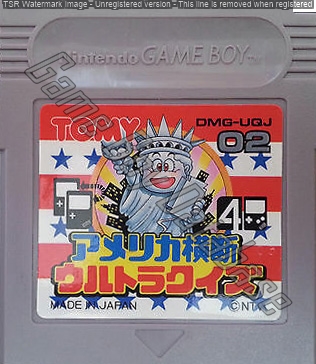 TSR Watermark Image - Unregistered version - This line is removed when registered
Nintendo GAME BOY™
TOMY
DMG-UQJ
02
4
アメリカ横断
ウルトラクイズ
MADE IN JAPAN
©NTV